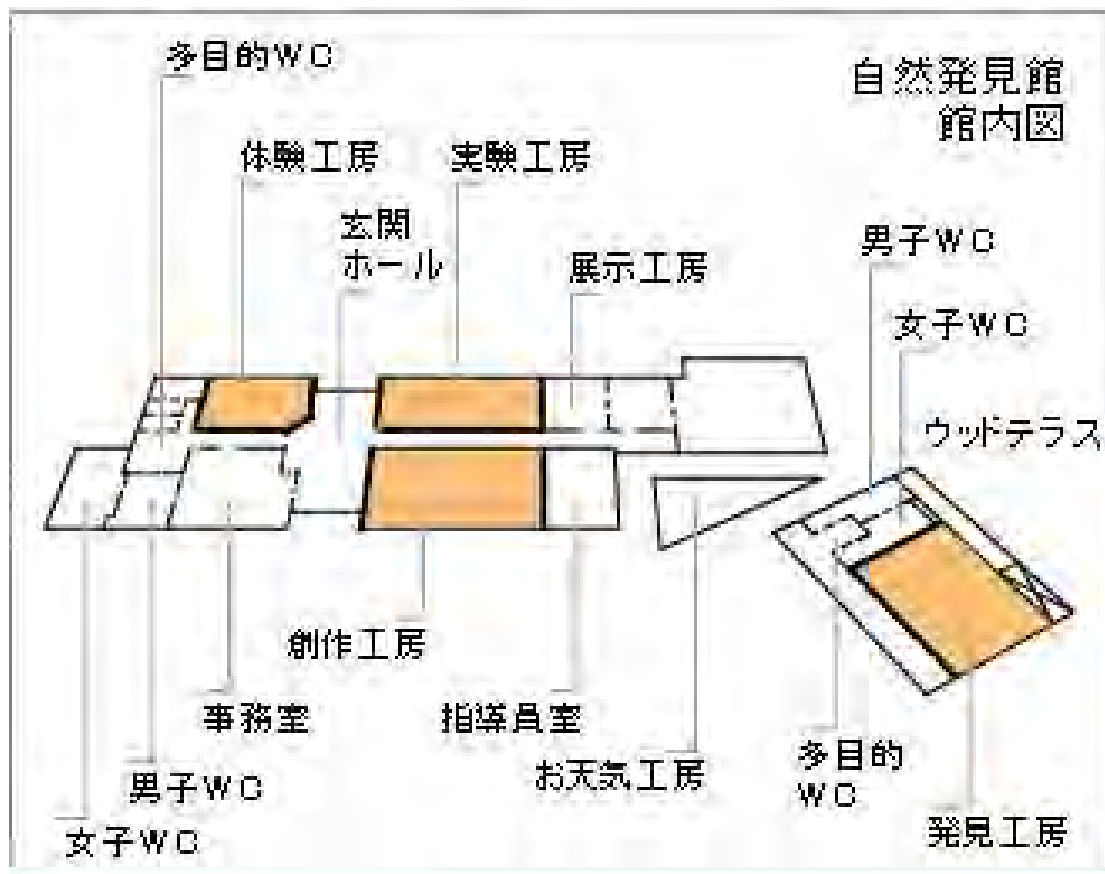 多目的WC
自然発見館
館内図
体験工房
実験工房
玄関
ホール
展示工房
男子WC
女子WC
ウッドテラス
創作工房
事務室
指導員室
お天気工房
多目的
WC
男子WC
女子WC
発見工房